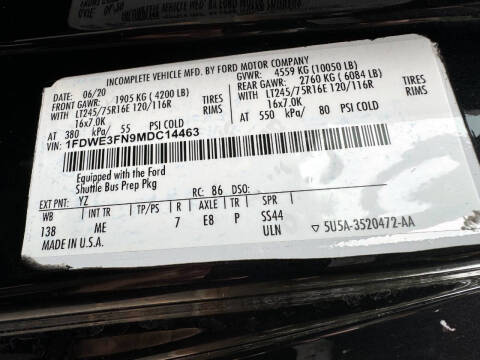 INCOMPLETE VEHICLE MFD. BY FORD MOTOR COMPANY
DATE: 06/20 GVWR: 4559 KG (10050 LB)
FRONT GAWR: 1905 KG ( 4200 LB) REAR GAWR: 2760 KG ( 6084 LB)
LT245/75R16E 120/116R TIRES LT245/75R16E 120/116R TIRES
16x7.0K RIMS 16x7.0K RIMS
AT 380 kPa/ 55 PSI COLD AT 550 kPa/ 80 PSI COLD
VIN: 1FDWE3FN9MDC14463
Equipped with the Ford
Shuttle Bus Prep Pkg
EXT PNT: YZ RC: 86 DSO:
WB INT TR TP/PS R AXLE TR SPR
138 ME 7 E8 P SS44
MADE IN U.S.A. ULN 5U5A-3520472-AA